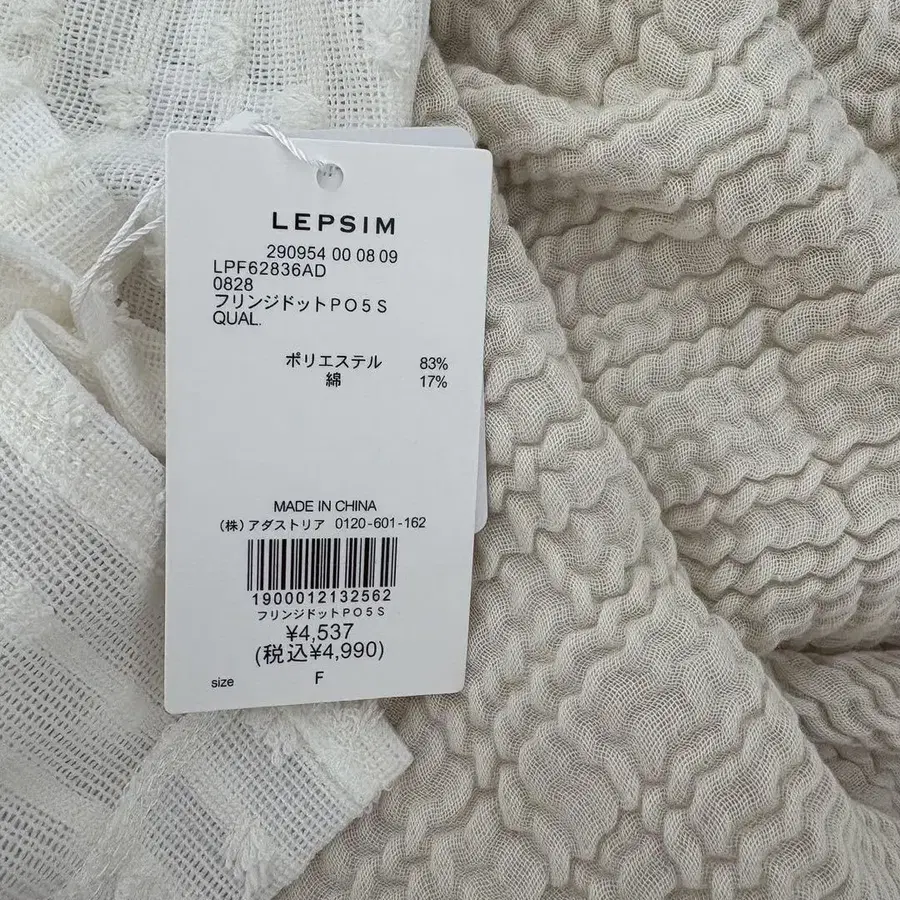 LEPSIM
290954 00 08 09
LPF62836AD
0828
フリンジドットPO5S
QUAL.
ポリエステル 83%
綿 17%
MADE IN CHINA
(株)アダストリア 0120-601-162
1900012132562
フリンジドットPO5S
¥4,537
(税込¥4,990)
size F